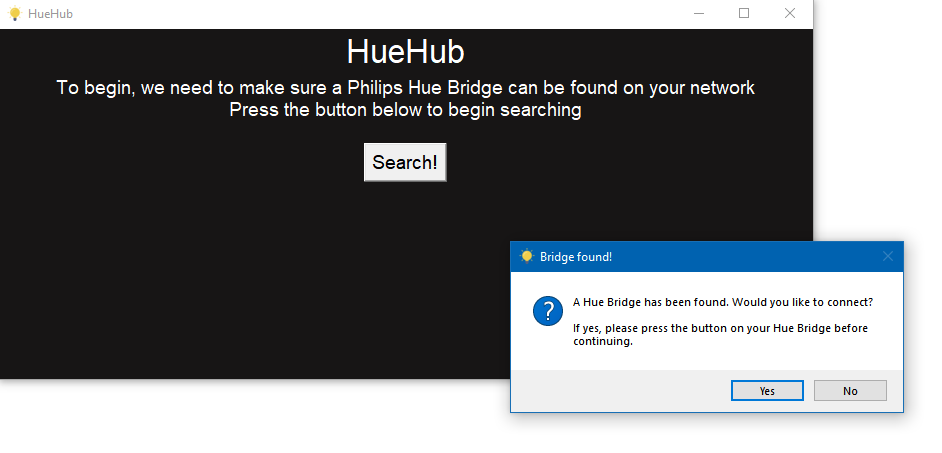 HueHub
HueHub
To begin, we need to make sure a Philips Hue Bridge can be found on your network
Press the button below to begin searching
Search!
Bridge found!
A Hue Bridge has been found. Would you like to connect?
If yes, please press the button on your Hue Bridge before
continuing.
Yes
No